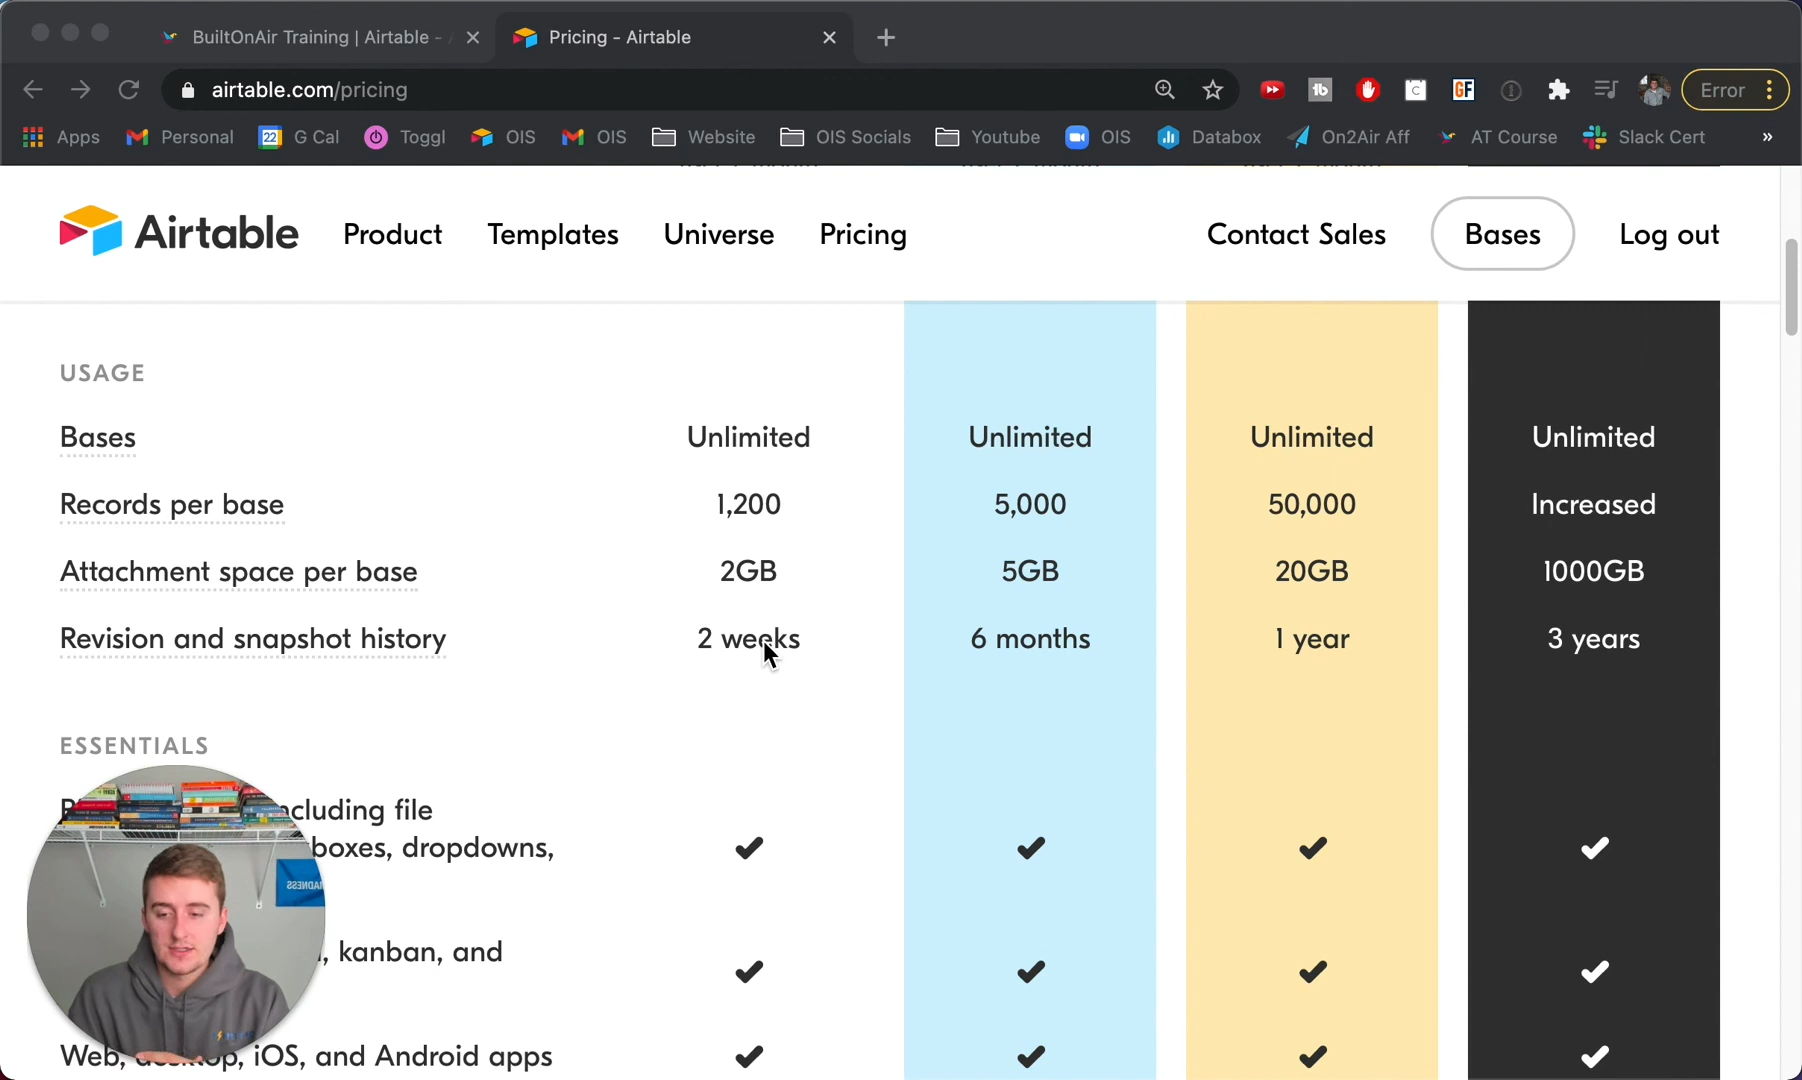 BuiltOnAir Training | Airtable -
Pricing - Airtable
airtable.com/pricing
Error
Apps
Personal
22
G Cal
Toggl
OIS
OIS
Website
OIS Socials
Youtube
OIS
Databox
On2Air Aff
AT Course
Slack Cert
»
Airtable
Product
Templates
Universe
Pricing
Contact Sales
Bases
Log out
USAGE
Bases Unlimited Unlimited Unlimited Unlimited
Records per base 1,200 5,000 50,000 Increased
Attachment space per base 2GB 5GB 20GB 1000GB
Revision and snapshot history 2 weeks 6 months 1 year 3 years
ESSENTIALS
cluding file
boxes, dropdowns,
, kanban, and
Web, iOS, and Android apps